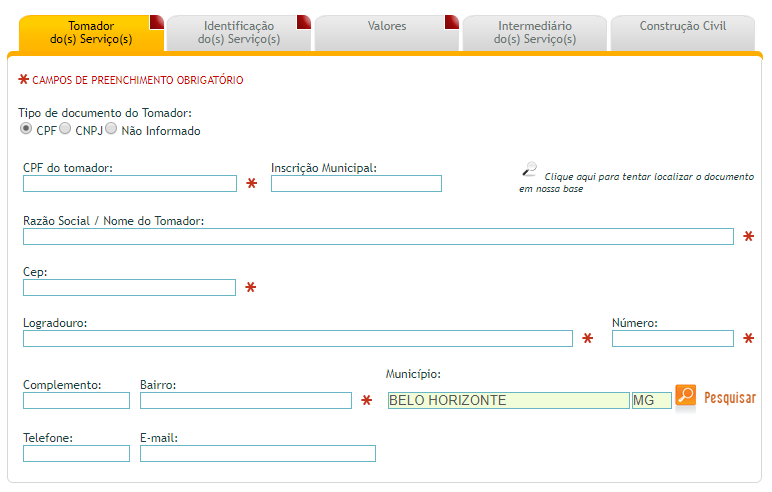 Tomador
do(s) Serviço(s)
Identificação
do(s) Serviço(s)
Valores
Intermediário
do(s) Serviço(s)
Construção Civil
* CAMPOS DE PREENCHIMENTO OBRIGATÓRIO
Tipo de documento do Tomador:
CPF CNPJ Não Informado
CPF do tomador: Inscrição Municipal:
*
Clique aqui para tentar localizar o documento
em nossa base
Razão Social / Nome do Tomador:
*
Cep:
*
Logradouro: Número:
* *
Complemento: Bairro: Município:
* BELO HORIZONTE MG Pesquisar
Telefone: E-mail: